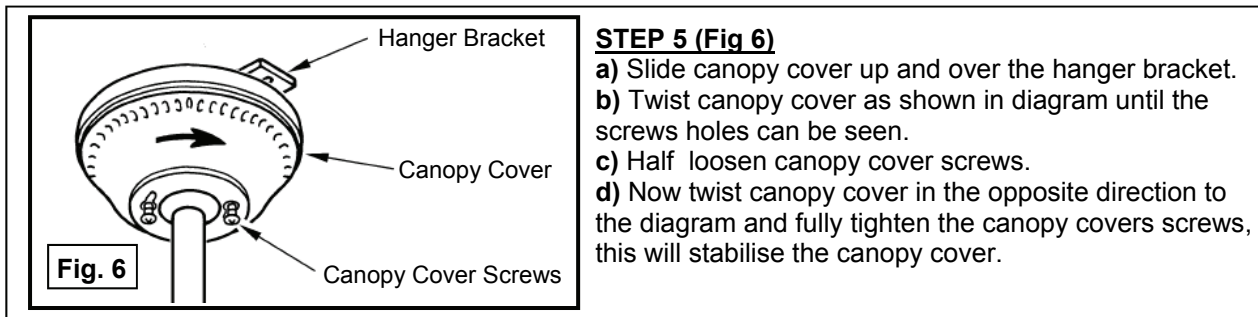 Hanger Bracket
Canopy Cover
Canopy Cover Screws
Fig. 6
STEP 5 (Fig 6)
a) Slide canopy cover up and over the hanger bracket.
b) Twist canopy cover as shown in diagram until the
screws holes can be seen.
c) Half  loosen canopy cover screws.
d) Now twist canopy cover in the opposite direction to
the diagram and fully tighten the canopy covers screws,
this will stabilise the canopy cover.